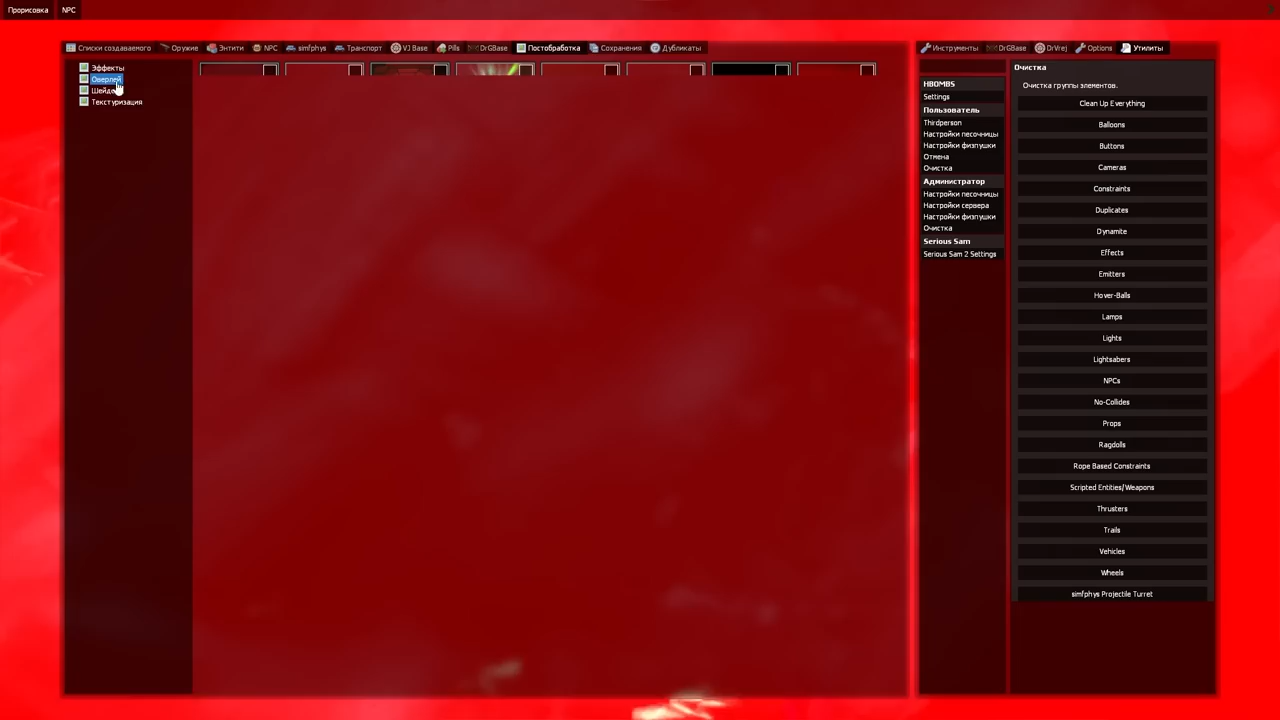 Прорисовка NPC
Списки создаваемого Оружие Энтити NPC simfphys Транспорт VJ Base Pills DrGBase Постобработка Сохранения Дубликаты
Инструменты DrGBase DrVrej Options Утилиты
Эффекты
Оверлей
Текстуризация
HBOMBS
Settings
Пользователь
Thirdperson
Настройки песочницы
Настройки физпушки
Отмена
Очистка
Администратор
Настройки песочницы
Настройки сервера
Настройки физпушки
Очистка
Serious Sam
Serious Sam 2 Settings
Очистка
Очистка группы элементов.
Clean Up Everything
Balloons
Buttons
Cameras
Constraints
Duplicates
Dynamite
Effects
Emitters
Hover-Balls
Lamps
Lights
Lightsabers
NPCs
No-Collides
Props
Ragdolls
Rope Based Constraints
Scripted Entities/Weapons
Thrusters
Trails
Vehicles
Wheels
simfphys Projectile Turret